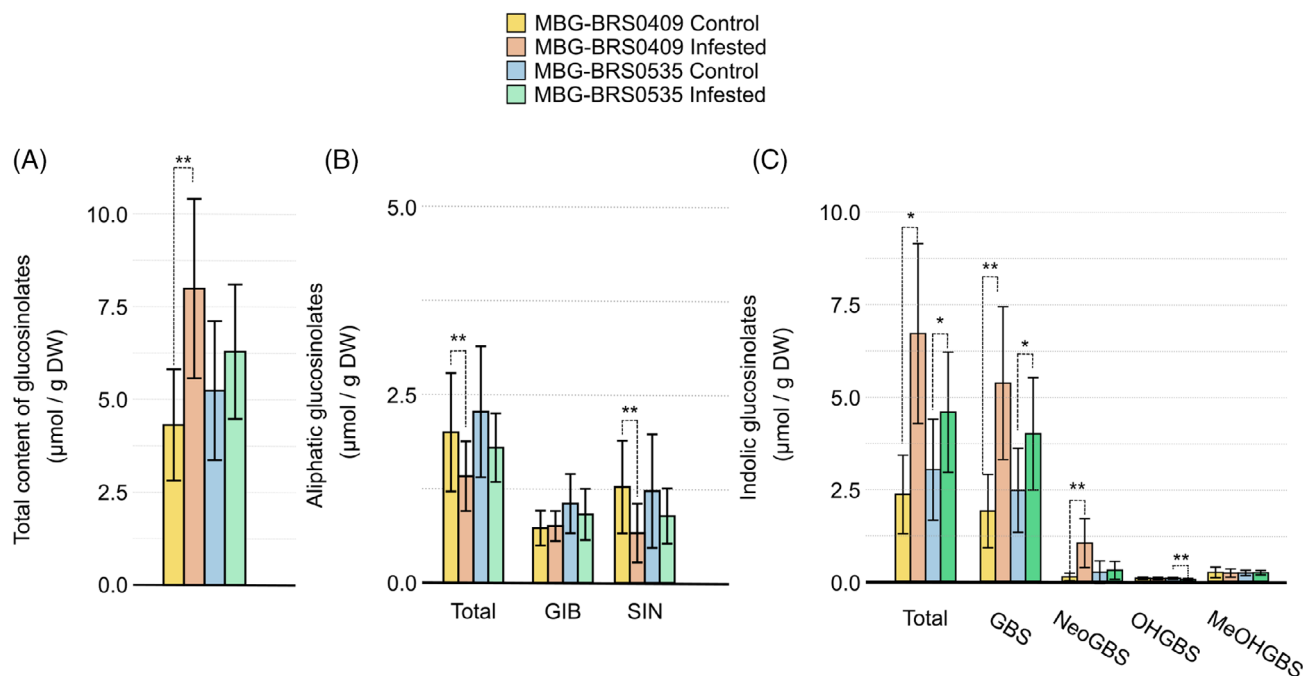 MBG-BRS0409 Control
MBG-BRS0409 Infested
MBG-BRS0535 Control
MBG-BRS0535 Infested
(A)
Total content of glucosinolates
(µmol / g DW)
10.0
7.5
5.0
2.5
0.0
**
(B)
Aliphatic glucosinolates
(µmol / g DW)
5.0
2.5
0.0
**
**
Total
GIB
SIN
(C)
Indolic glucosinolates
(µmol / g DW)
10.0
7.5
5.0
2.5
0.0
*
*
**
*
**
**
Total
GBS
NeoGBS
OHGBS
MeOHGBS